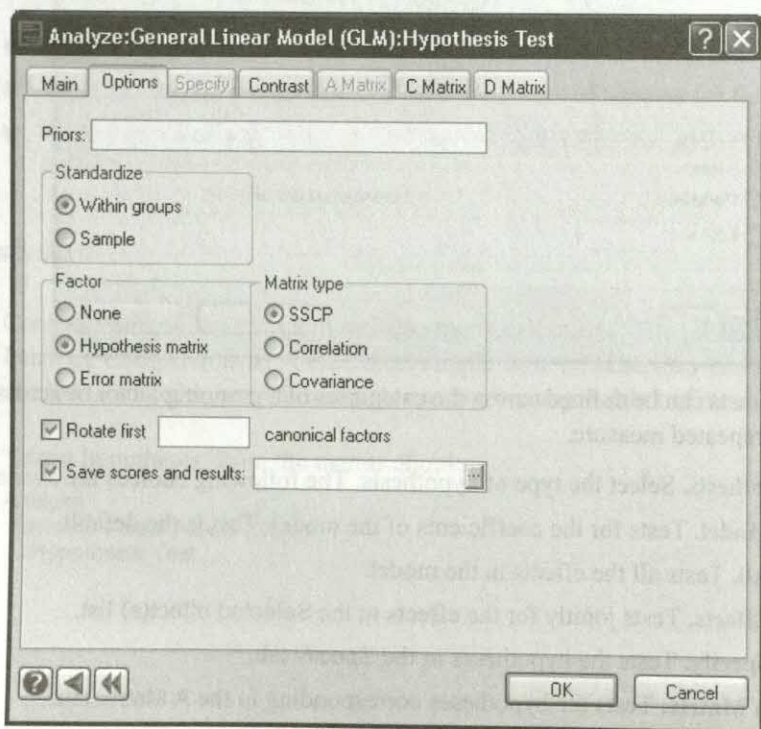 Analyze:General Linear Model (GLM):Hypothesis Test
Main Options Specify Contrast A Matrix C Matrix D Matrix
Priors:
Standardize
Within groups
Sample
Factor
None
Hypothesis matrix
Error matrix
Matrix type
SSCP
Correlation
Covariance
Rotate first canonical factors
Save scores and results: ...
OK Cancel